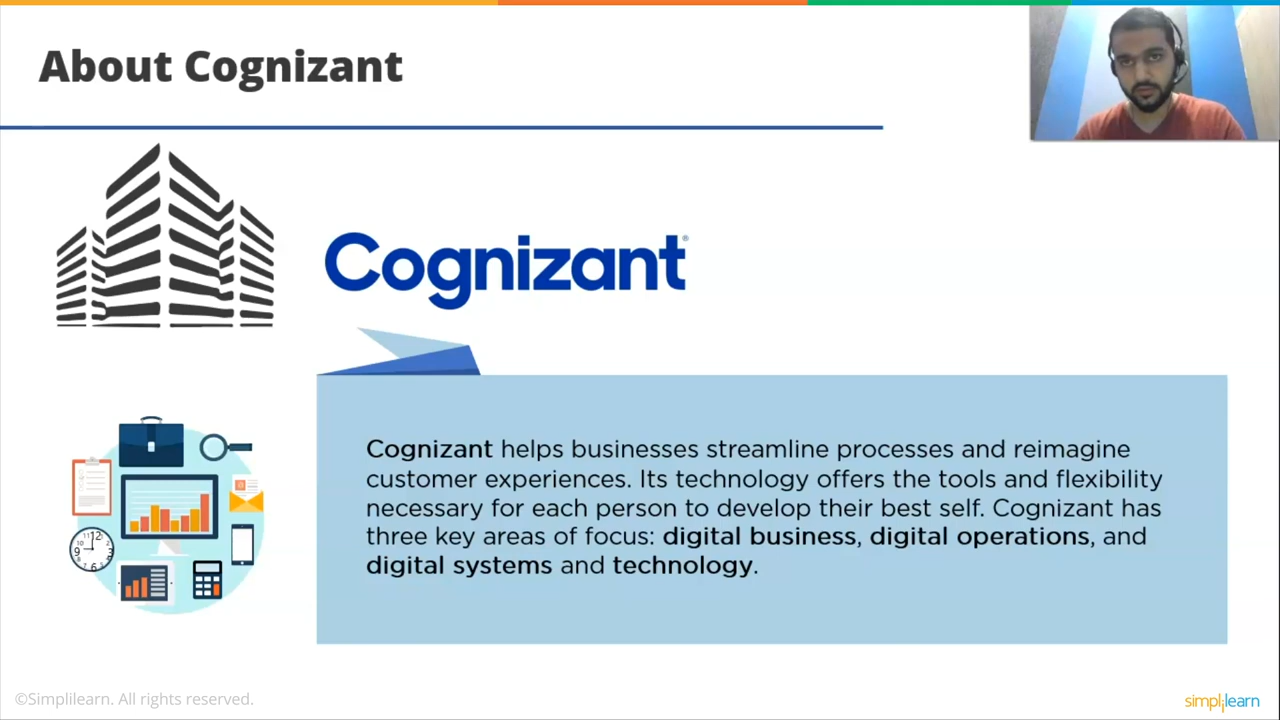 About Cognizant
Cognizant®
Cognizant helps businesses streamline processes and reimagine
customer experiences. Its technology offers the tools and flexibility
necessary for each person to develop their best self. Cognizant has
three key areas of focus: digital business, digital operations, and
digital systems and technology.
©Simplilearn. All rights reserved.
simplilearn